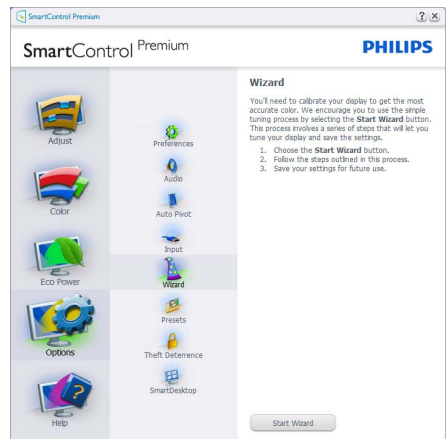 SmartControl Premium
SmartControl Premium
PHILIPS
Adjust
Color
Eco Power
Options
Help
Preferences
Audio
Auto Pivot
Input
Wizard
Presets
Theft Deterrence
SmartDesktop
Wizard
You'll need to calibrate your display to get the most
accurate color. We encourage you to use the simple
tuning process by selecting the Start Wizard button.
This process involves a series of steps that will let you
tune your display and save the settings.
1. Choose the Start Wizard button.
2. Follow the steps outlined in this process.
3. Save your settings for future use.
Start Wizard